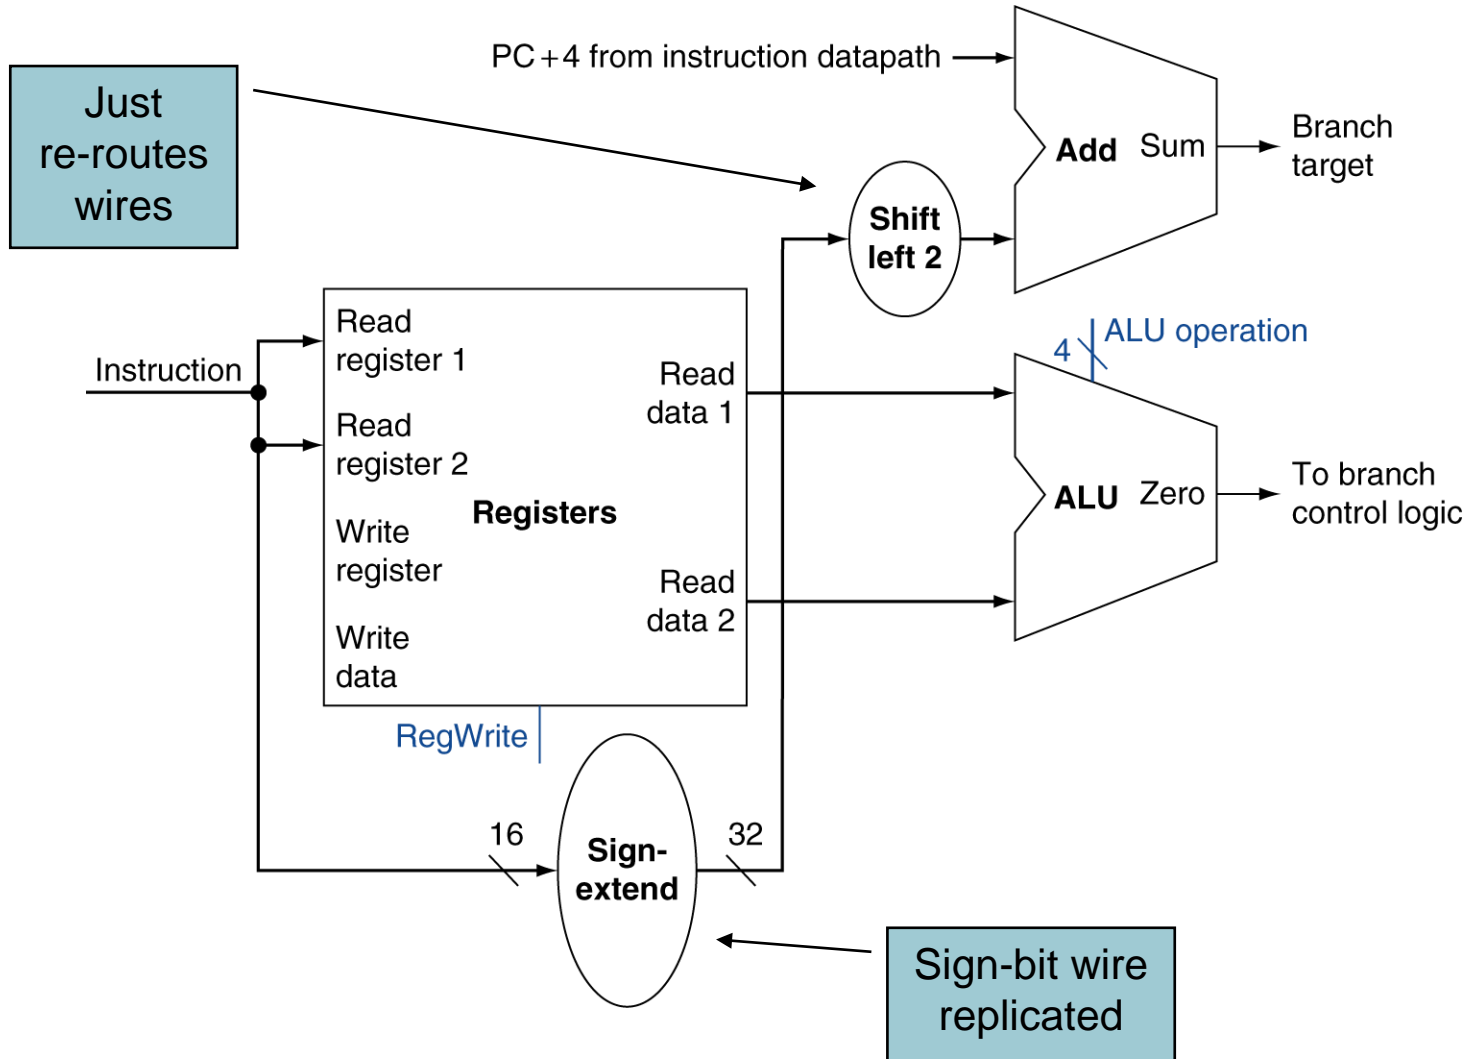 PC+4 from instruction datapath
Just
re-routes
wires
Add
Sum
Branch
target
Shift
left 2
Read
register 1
Instruction
Read
data 1
4
ALU operation
Read
register 2
Registers
ALU
Zero
To branch
control logic
Write
register
Read
data 2
Write
data
RegWrite
16
32
Sign-
extend
Sign-bit wire
replicated